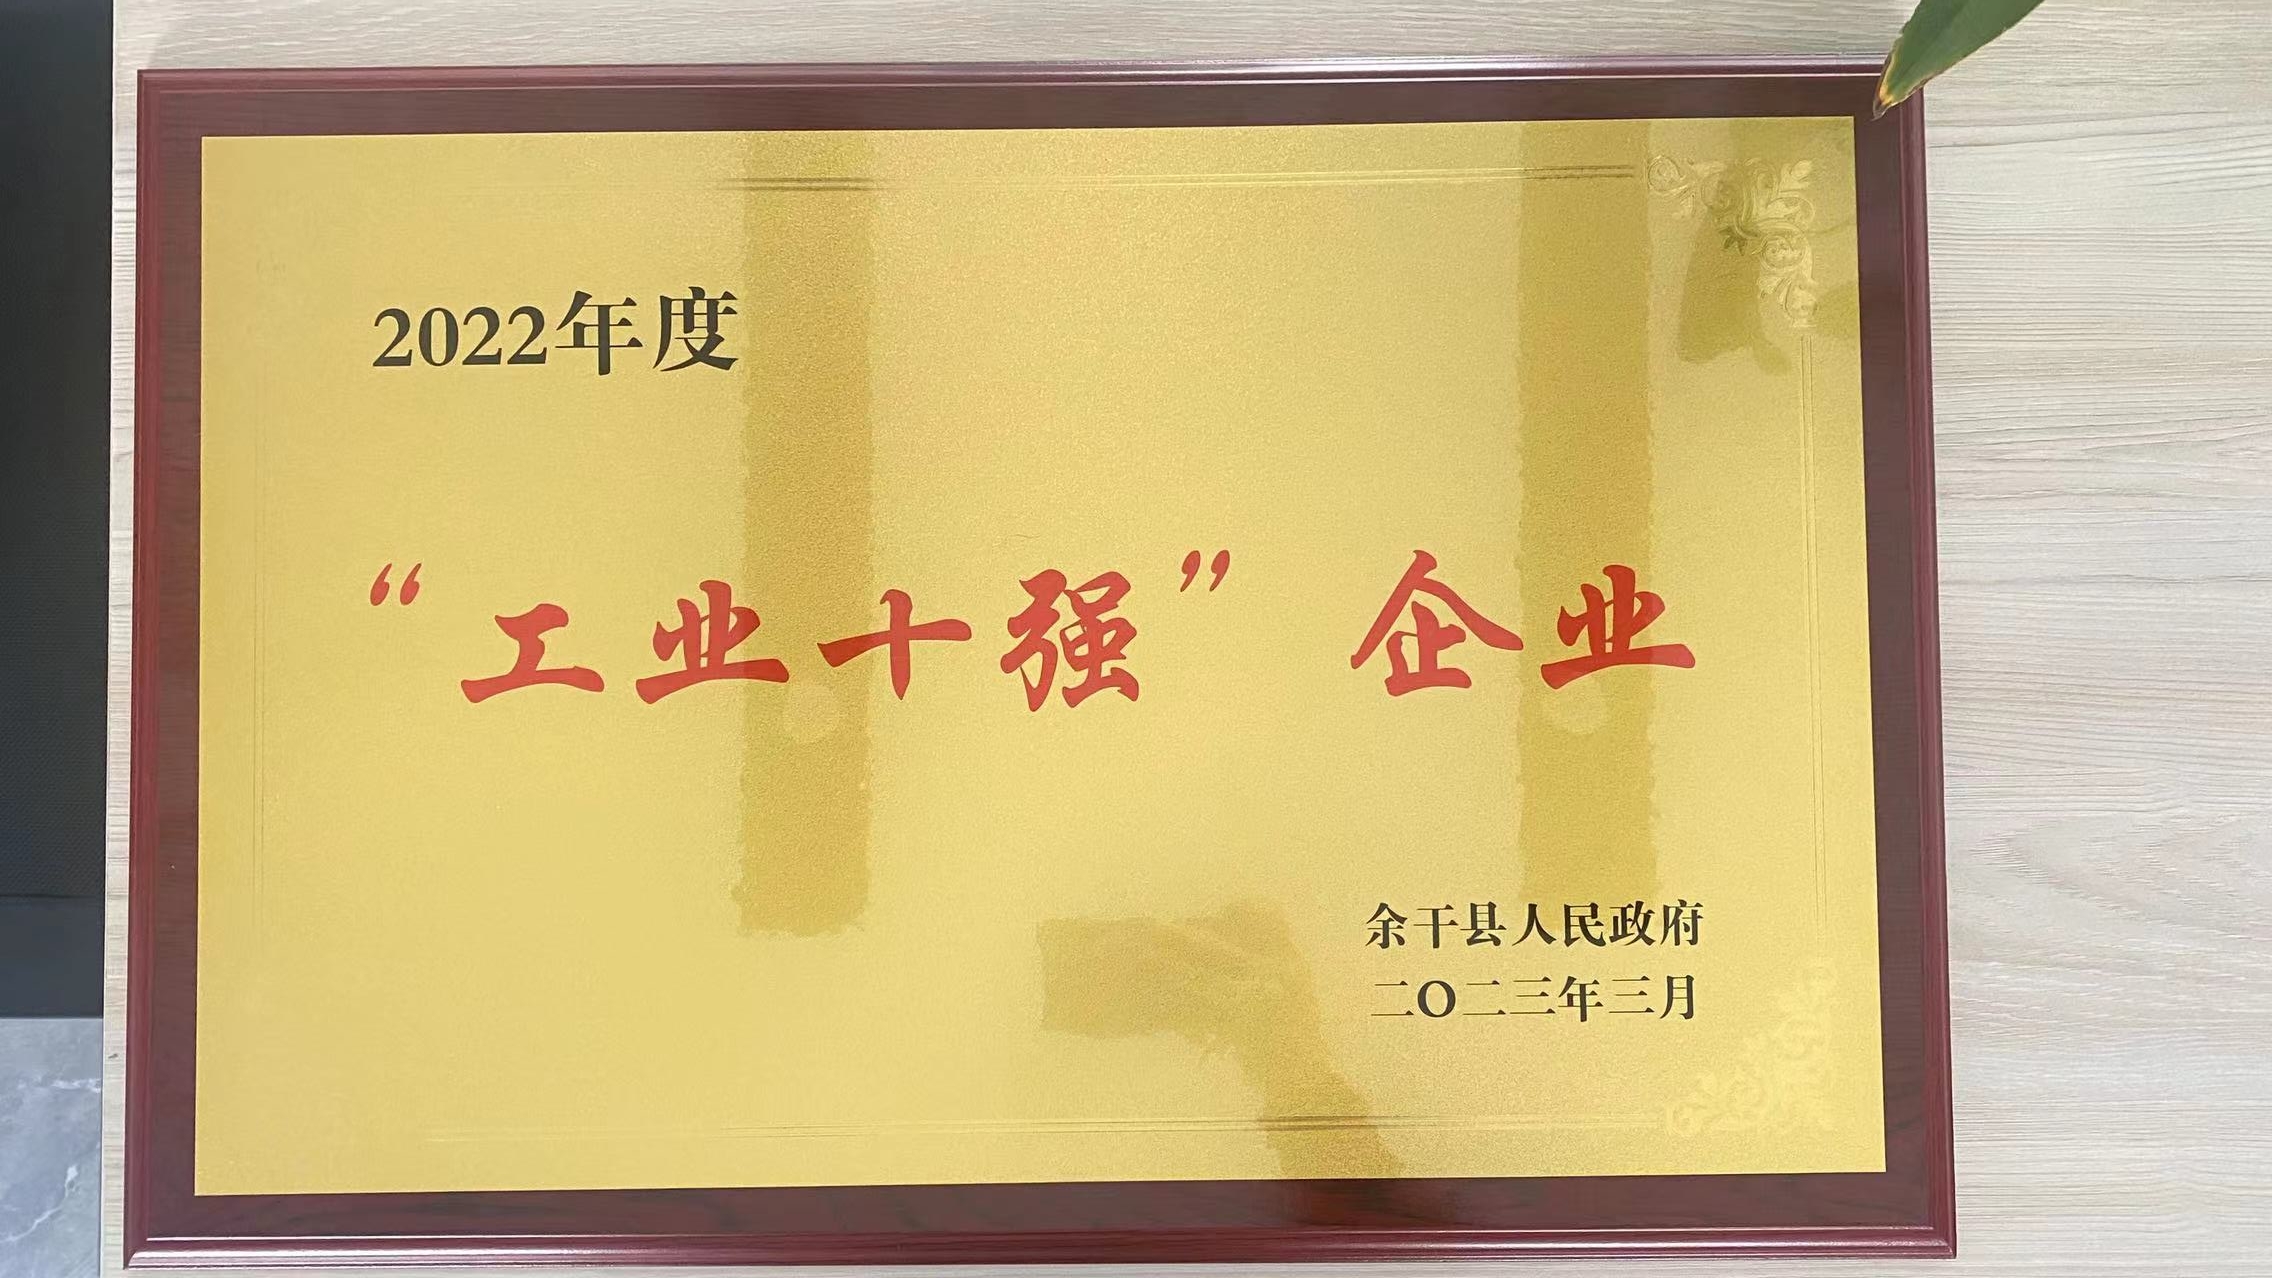 2022年度
“工业十强”企业
余干县人民政府
二〇二三年三月